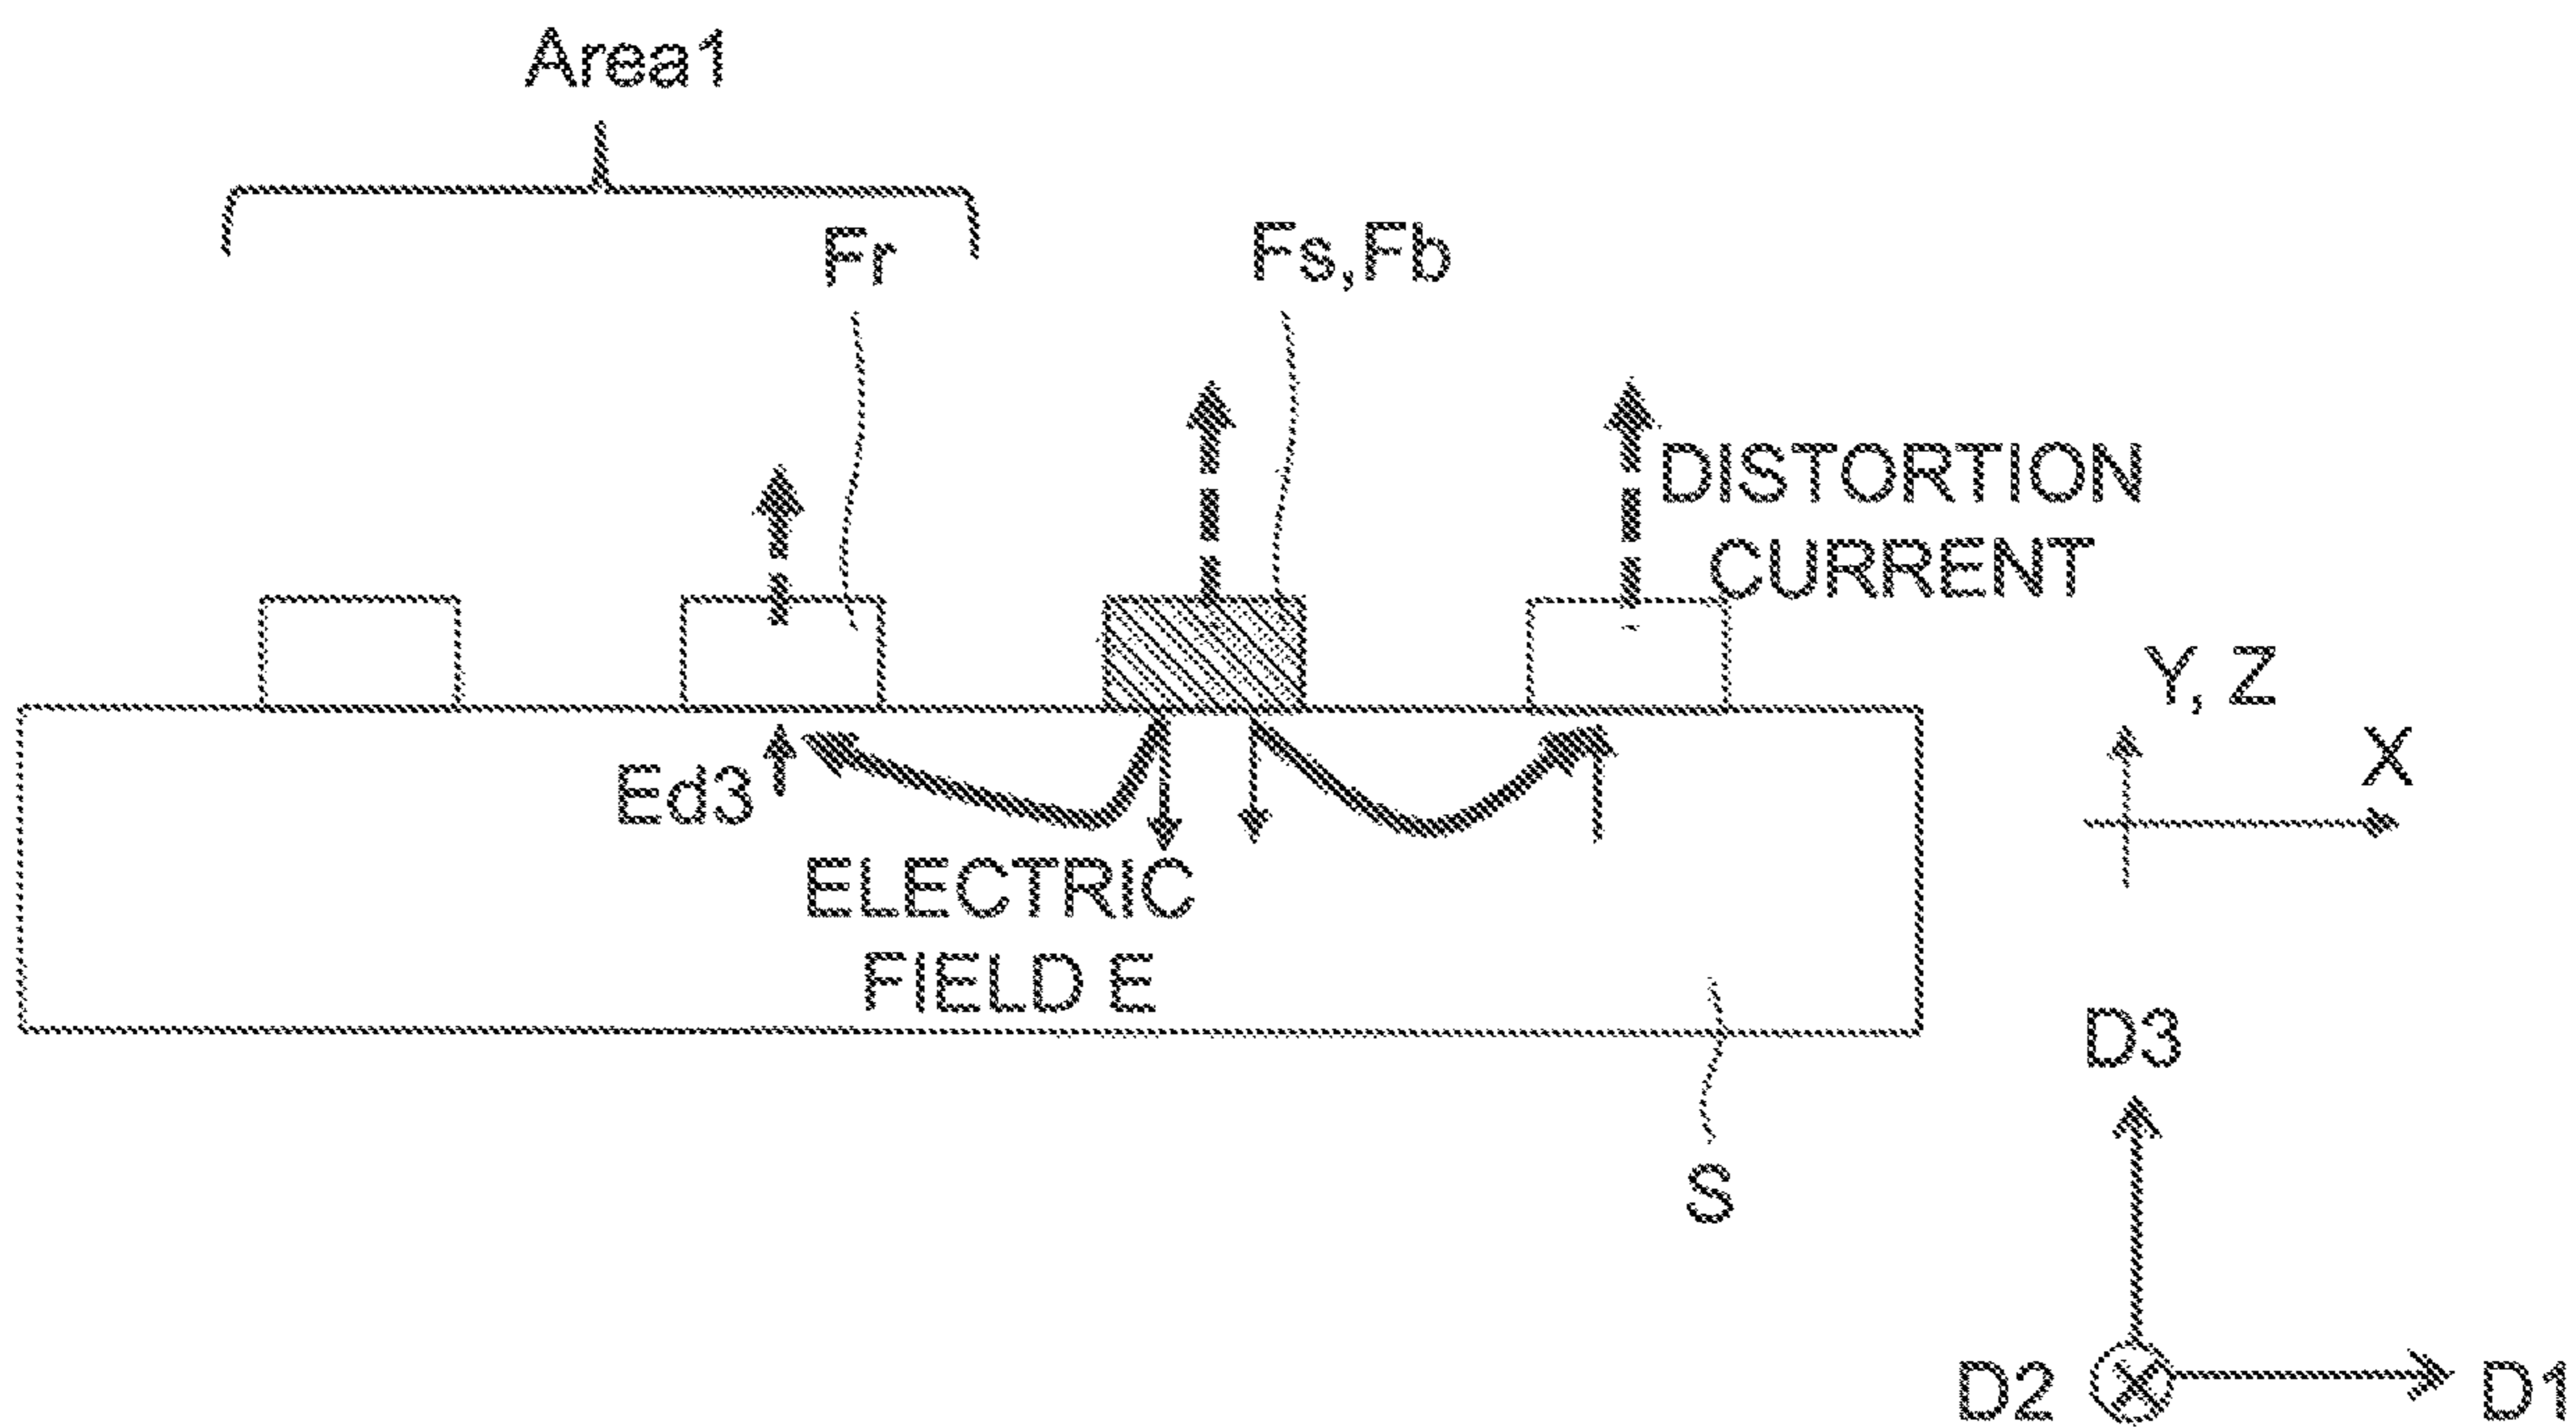 Area1
Fr
Fs,Fb
DISTORTION
CURRENT
Y, Z
X
Ed3
ELECTRIC
FIELD E
D3
S
D2
D1